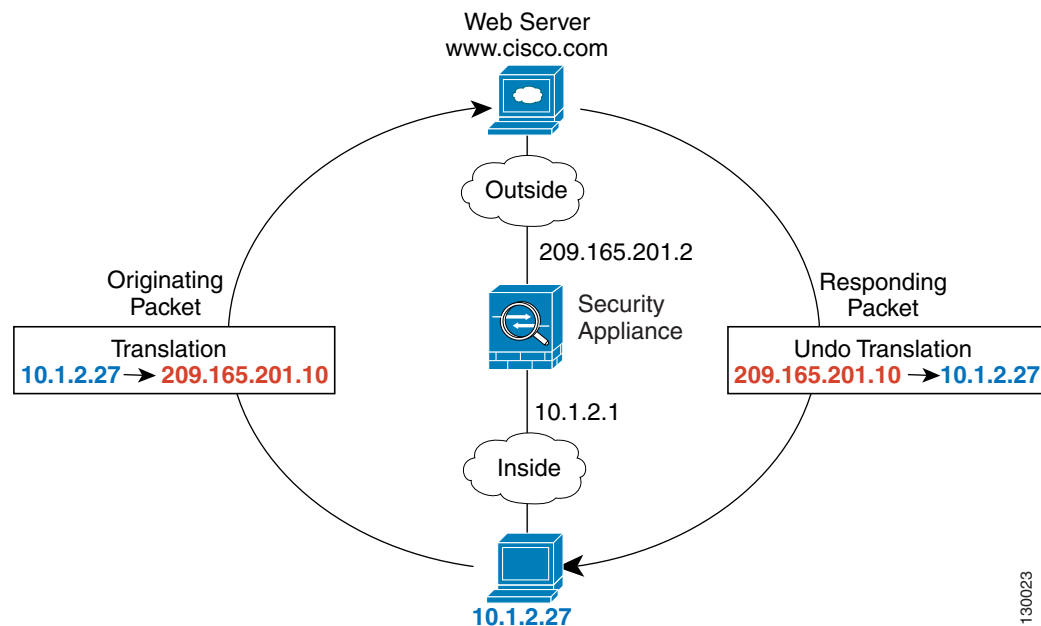 Web Server
www.cisco.com
Outside
209.165.201.2
Originating
Packet
Translation
10.1.2.27 → 209.165.201.10
Security
Appliance
Responding
Packet
Undo Translation
209.165.201.10 → 10.1.2.27
10.1.2.1
Inside
10.1.2.27
130023